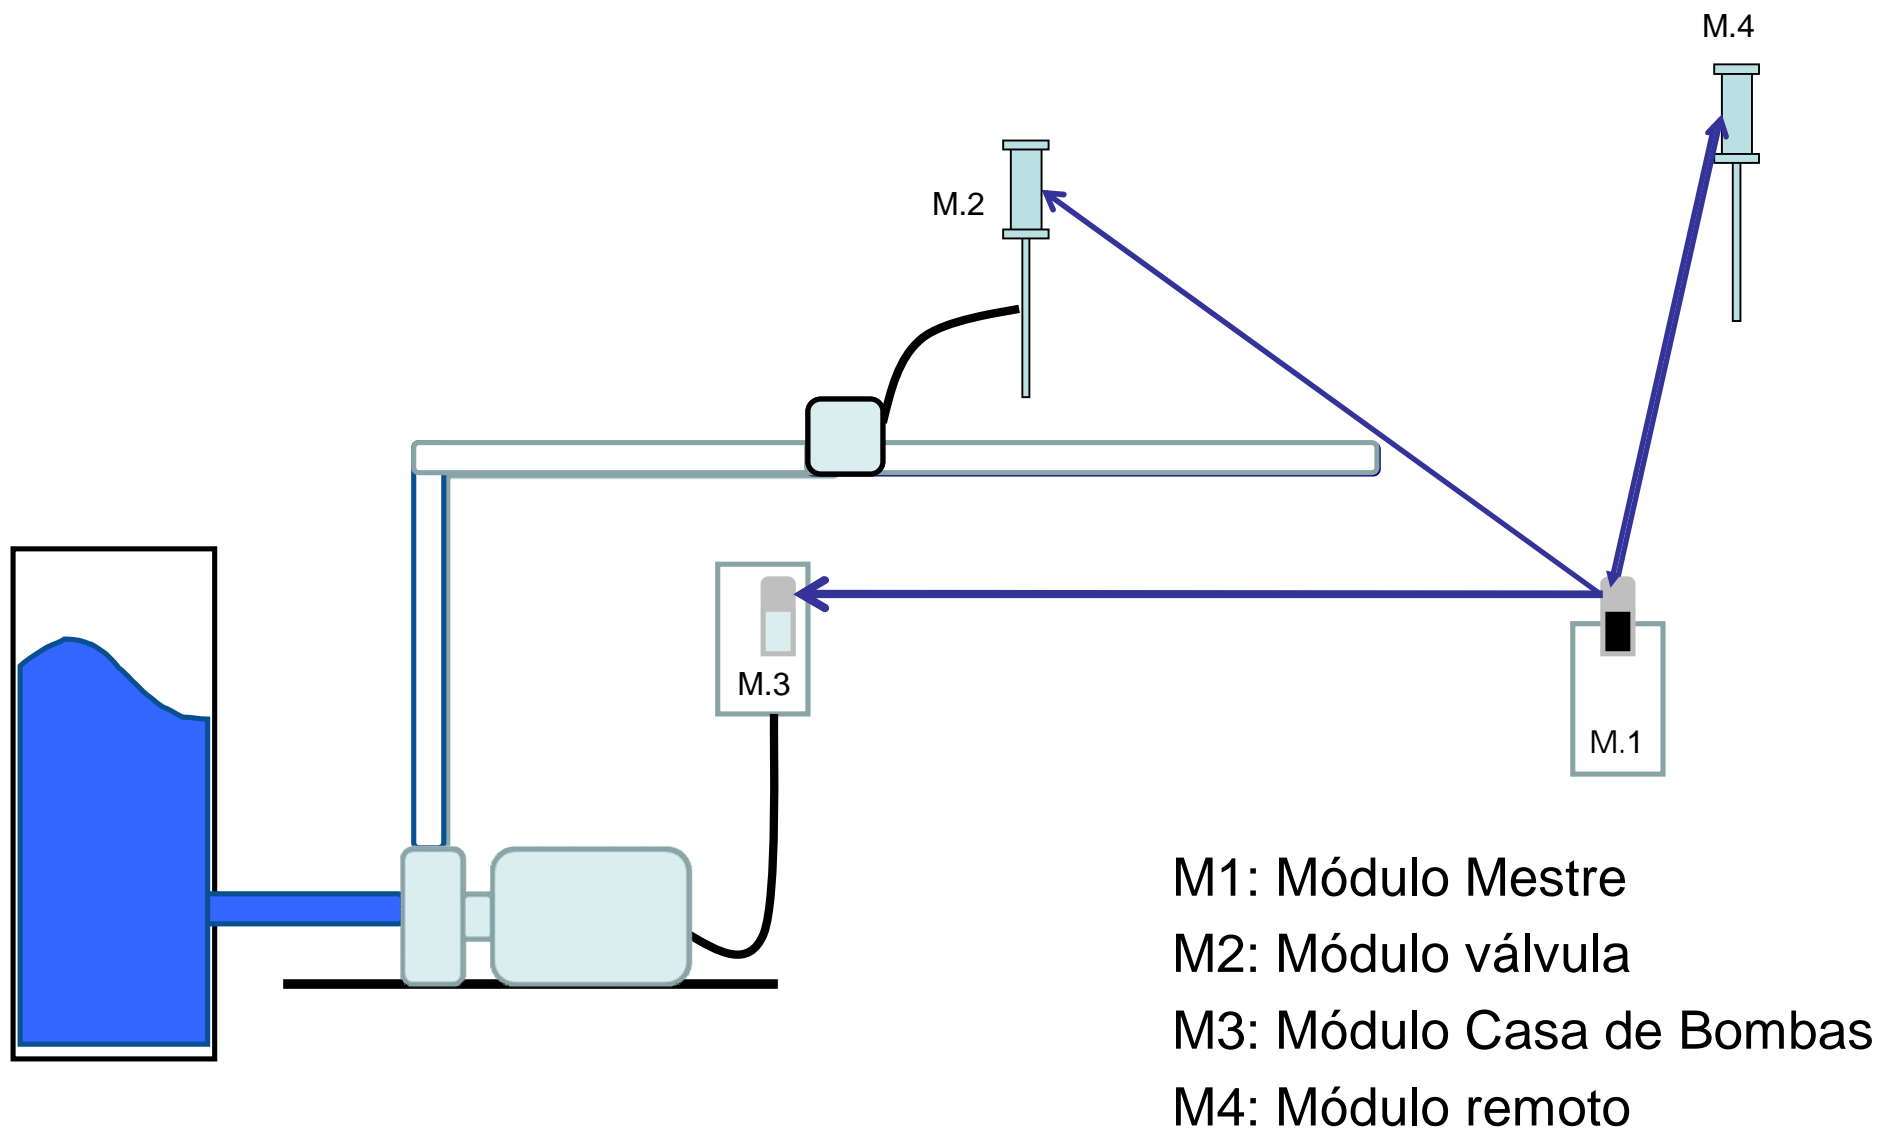 M.4
M.2
M.3
M.1
M1: Módulo Mestre
M2: Módulo válvula
M3: Módulo Casa de Bombas
M4: Módulo remoto